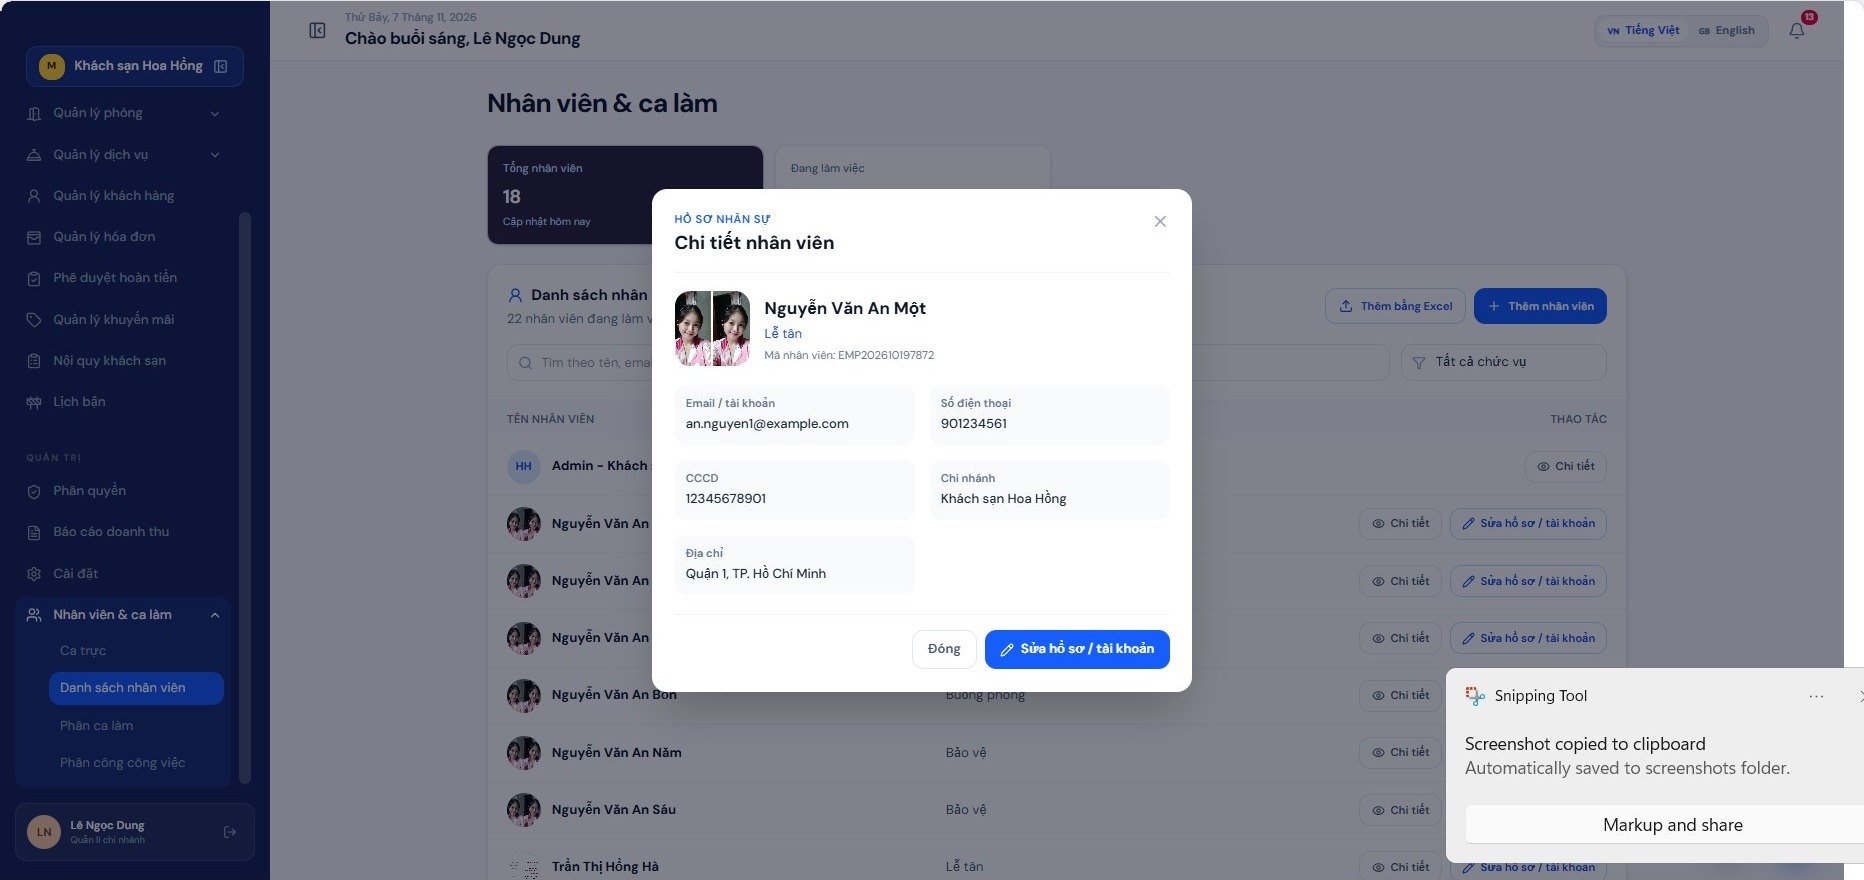 M
Khách sạn Hoa Hồng
Quản lý phòng
Quản lý dịch vụ
Quản lý khách hàng
Quản lý hóa đơn
Phê duyệt hoàn tiền
Quản lý khuyến mãi
Nội quy khách sạn
Lịch bận
QUẢN TRỊ
Phân quyền
Báo cáo doanh thu
Cài đặt
Nhân viên & ca làm
Ca trực
Danh sách nhân viên
Phân ca làm
Phân công công việc
LN
Lê Ngọc Dung
Quản lí chi nhánh
Thứ Bảy, 7 Tháng 11, 2026
Chào buổi sáng, Lê Ngọc Dung
VN Tiếng Việt
GB English
13
Nhân viên & ca làm
Tổng nhân viên
18
Cập nhật hôm nay
Đang làm việc
Danh sách nhân
22 nhân viên đang làm v
Thêm bằng Excel
Thêm nhân viên
Tìm theo tên, ema
Tất cả chức vụ
TÊN NHÂN VIÊN
THAO TÁC
HH
Admin - Khách s
Chi tiết
Nguyễn Văn An
Chi tiết
Sửa hồ sơ / tài khoản
Nguyễn Văn An
Chi tiết
Sửa hồ sơ / tài khoản
Nguyễn Văn An
Chi tiết
Sửa hồ sơ / tài khoản
Nguyễn Văn An Bốn
Buồng phòng
Chi tiết
Nguyễn Văn An Năm
Bảo vệ
Chi tiết
Nguyễn Văn An Sáu
Bảo vệ
Chi tiết
Trần Thị Hồng Hà
Lễ tân
Chi tiết
Sửa hồ sơ / tài khoản
HỒ SƠ NHÂN SỰ
Chi tiết nhân viên
Nguyễn Văn An Một
Lễ tân
Mã nhân viên: EMP202610197872
Email / tài khoản
an.nguyen1@example.com
Số điện thoại
901234561
CCCD
12345678901
Chi nhánh
Khách sạn Hoa Hồng
Địa chỉ
Quận 1, TP. Hồ Chí Minh
Đóng
Sửa hồ sơ / tài khoản
Snipping Tool
Screenshot copied to clipboard
Automatically saved to screenshots folder.
Markup and share